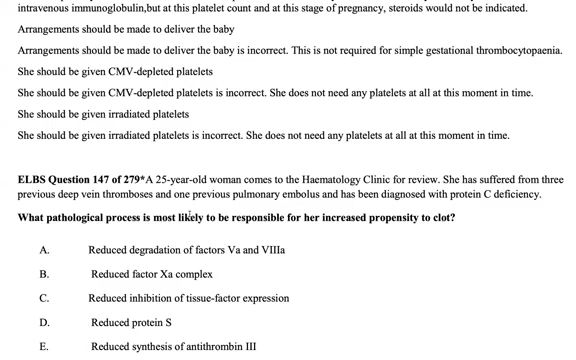 intravenous immunoglobulin,but at this platelet count and at this stage of pregnancy, steroids would not be indicated.
Arrangements should be made to deliver the baby
Arrangements should be made to deliver the baby is incorrect. This is not required for simple gestational thrombocytopaenia.
She should be given CMV-depleted platelets
She should be given CMV-depleted platelets is incorrect. She does not need any platelets at all at this moment in time.
She should be given irradiated platelets
She should be given irradiated platelets is incorrect. She does not need any platelets at all at this moment in time.
ELBS Question 147 of 279*A 25-year-old woman comes to the Haematology Clinic for review. She has suffered from three
previous deep vein thromboses and one previous pulmonary embolus and has been diagnosed with protein C deficiency.
What pathological process is most likely to be responsible for her increased propensity to clot?
A. Reduced degradation of factors Va and VIIIa
B. Reduced factor Xa complex
C. Reduced inhibition of tissue-factor expression
D. Reduced protein S
E. Reduced synthesis of antithrombin III